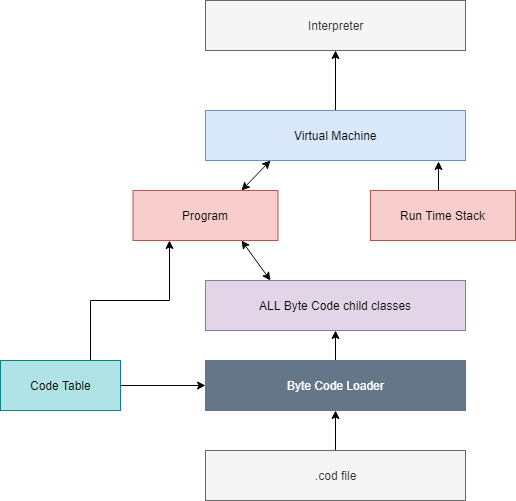 Interpreter
Virtual Machine
Program
Run Time Stack
ALL Byte Code child classes
Code Table
Byte Code Loader
.cod file